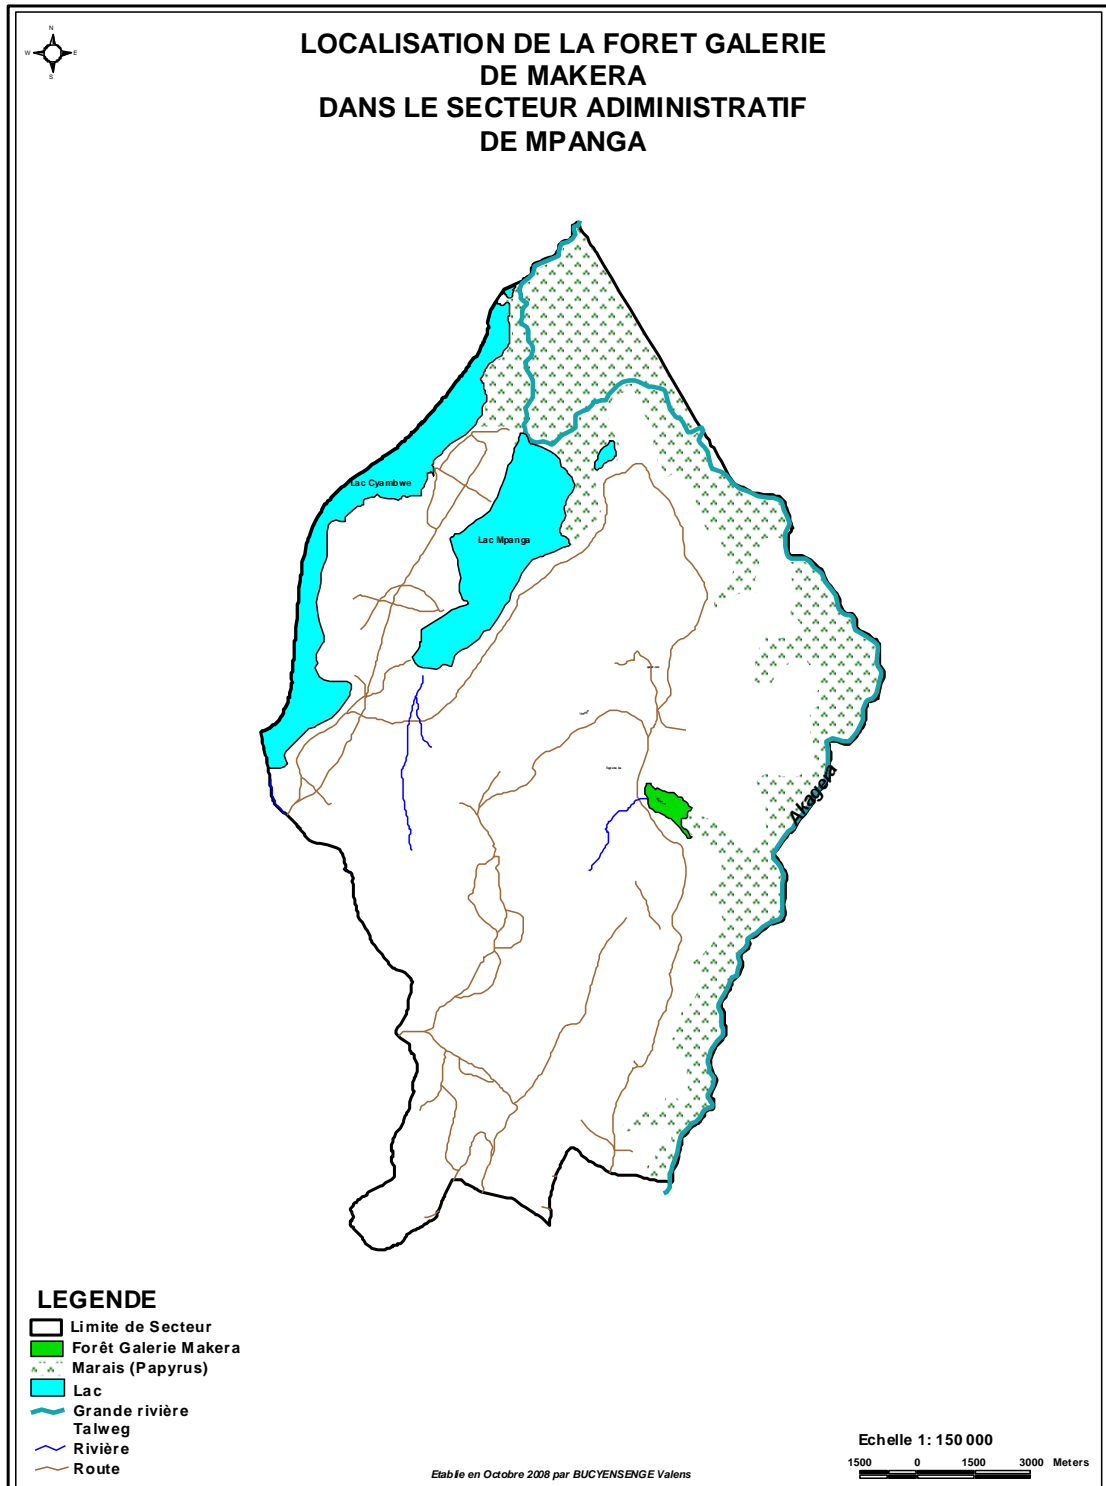 N
W
E
S
LOCALISATION DE LA FORET GALERIE
DE MAKERA
DANS LE SECTEUR ADIMINISTRATIF
DE MPANGA
Lac Cyambwe
Lac Mpanga
Akagera
LEGENDE
Limite de Secteur
Forêt Galerie Makera
Marais (Papyrus)
Lac
Grande rivière
Talweg
Rivière
Route
Etablie en Octobre 2008 par BUCYENSENGE Valens
Echelle 1: 150 000
1500 0 1500 3000 Meters